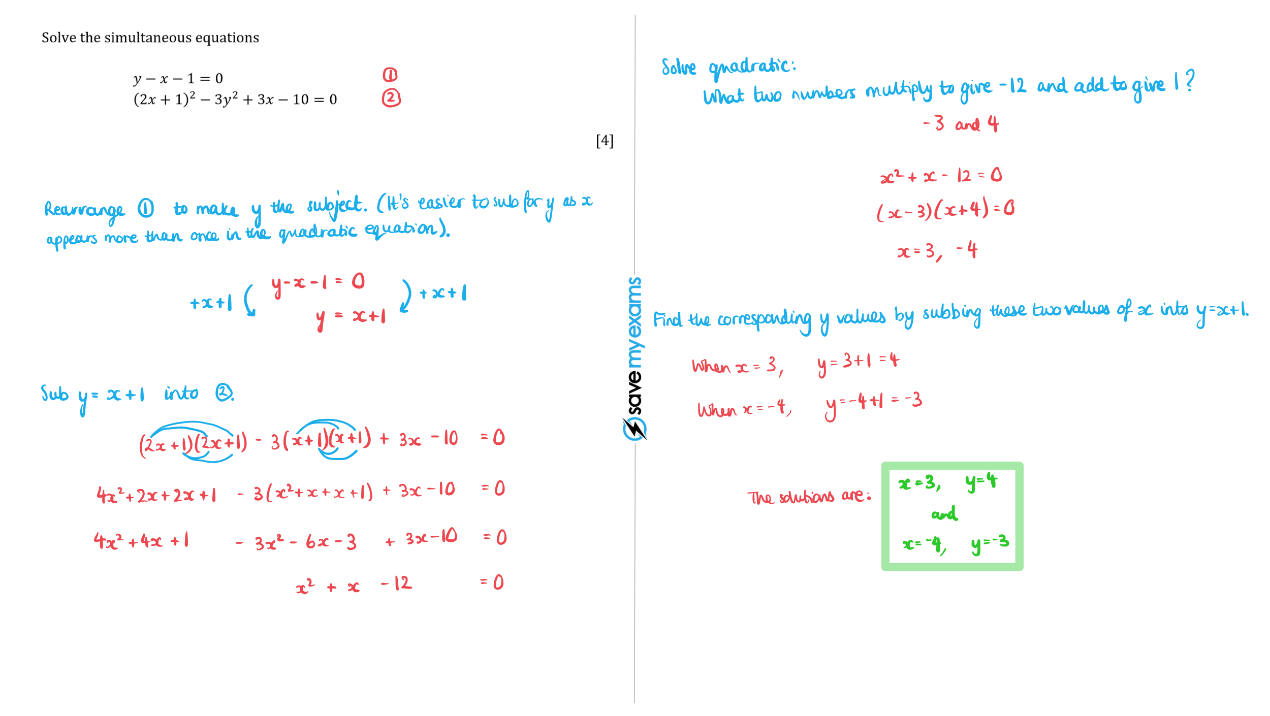 Solve the simultaneous equations
y − x − 1 = 0 ①
(2x + 1)² − 3y² + 3x − 10 = 0 ②
[4]
Rearrange ① to make y the subject. (It's easier to sub for y as x
appears more than once in the quadratic equation).
+x+1 y-x-1 = 0 +x+1
y = x+1
Sub y = x+1 into ②.
(2x+1)(2x+1) - 3(x+1)(x+1) + 3x - 10 = 0
4x²+2x+2x+1 - 3(x²+x+x+1) + 3x-10 = 0
4x²+4x+1 - 3x² - 6x - 3 + 3x-10 = 0
x² + x - 12 = 0
savemyexams
Solve quadratic:
What two numbers multiply to give -12 and add to give 1?
-3 and 4
x² + x - 12 = 0
(x-3)(x+4) = 0
x = 3, -4
Find the corresponding y values by subbing these two values of x into y=x+1.
When x = 3, y = 3+1 = 4
When x = -4, y = -4+1 = -3
The solutions are:
x = 3, y = 4
and
x = -4, y = -3